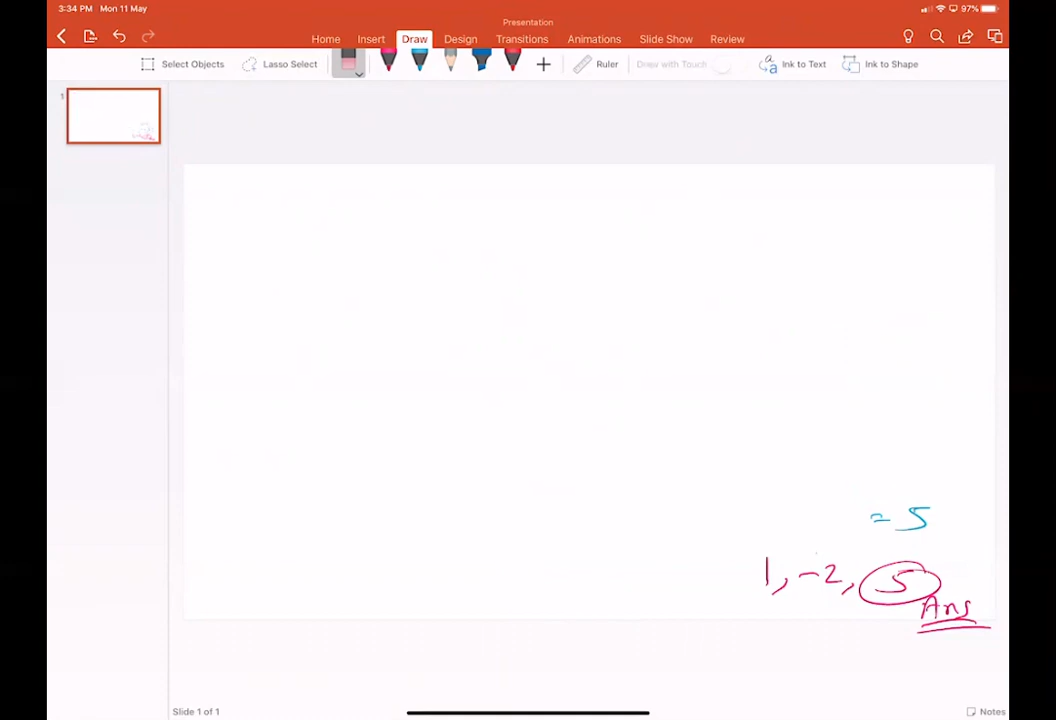 3:34 PM Mon 11 May
97%
Presentation
Home Insert Draw Design Transitions Animations Slide Show Review
Select Objects Lasso Select Ruler Draw with Touch Ink to Text Ink to Shape
1
= 5
1, -2, 5
Ans
Slide 1 of 1
Notes